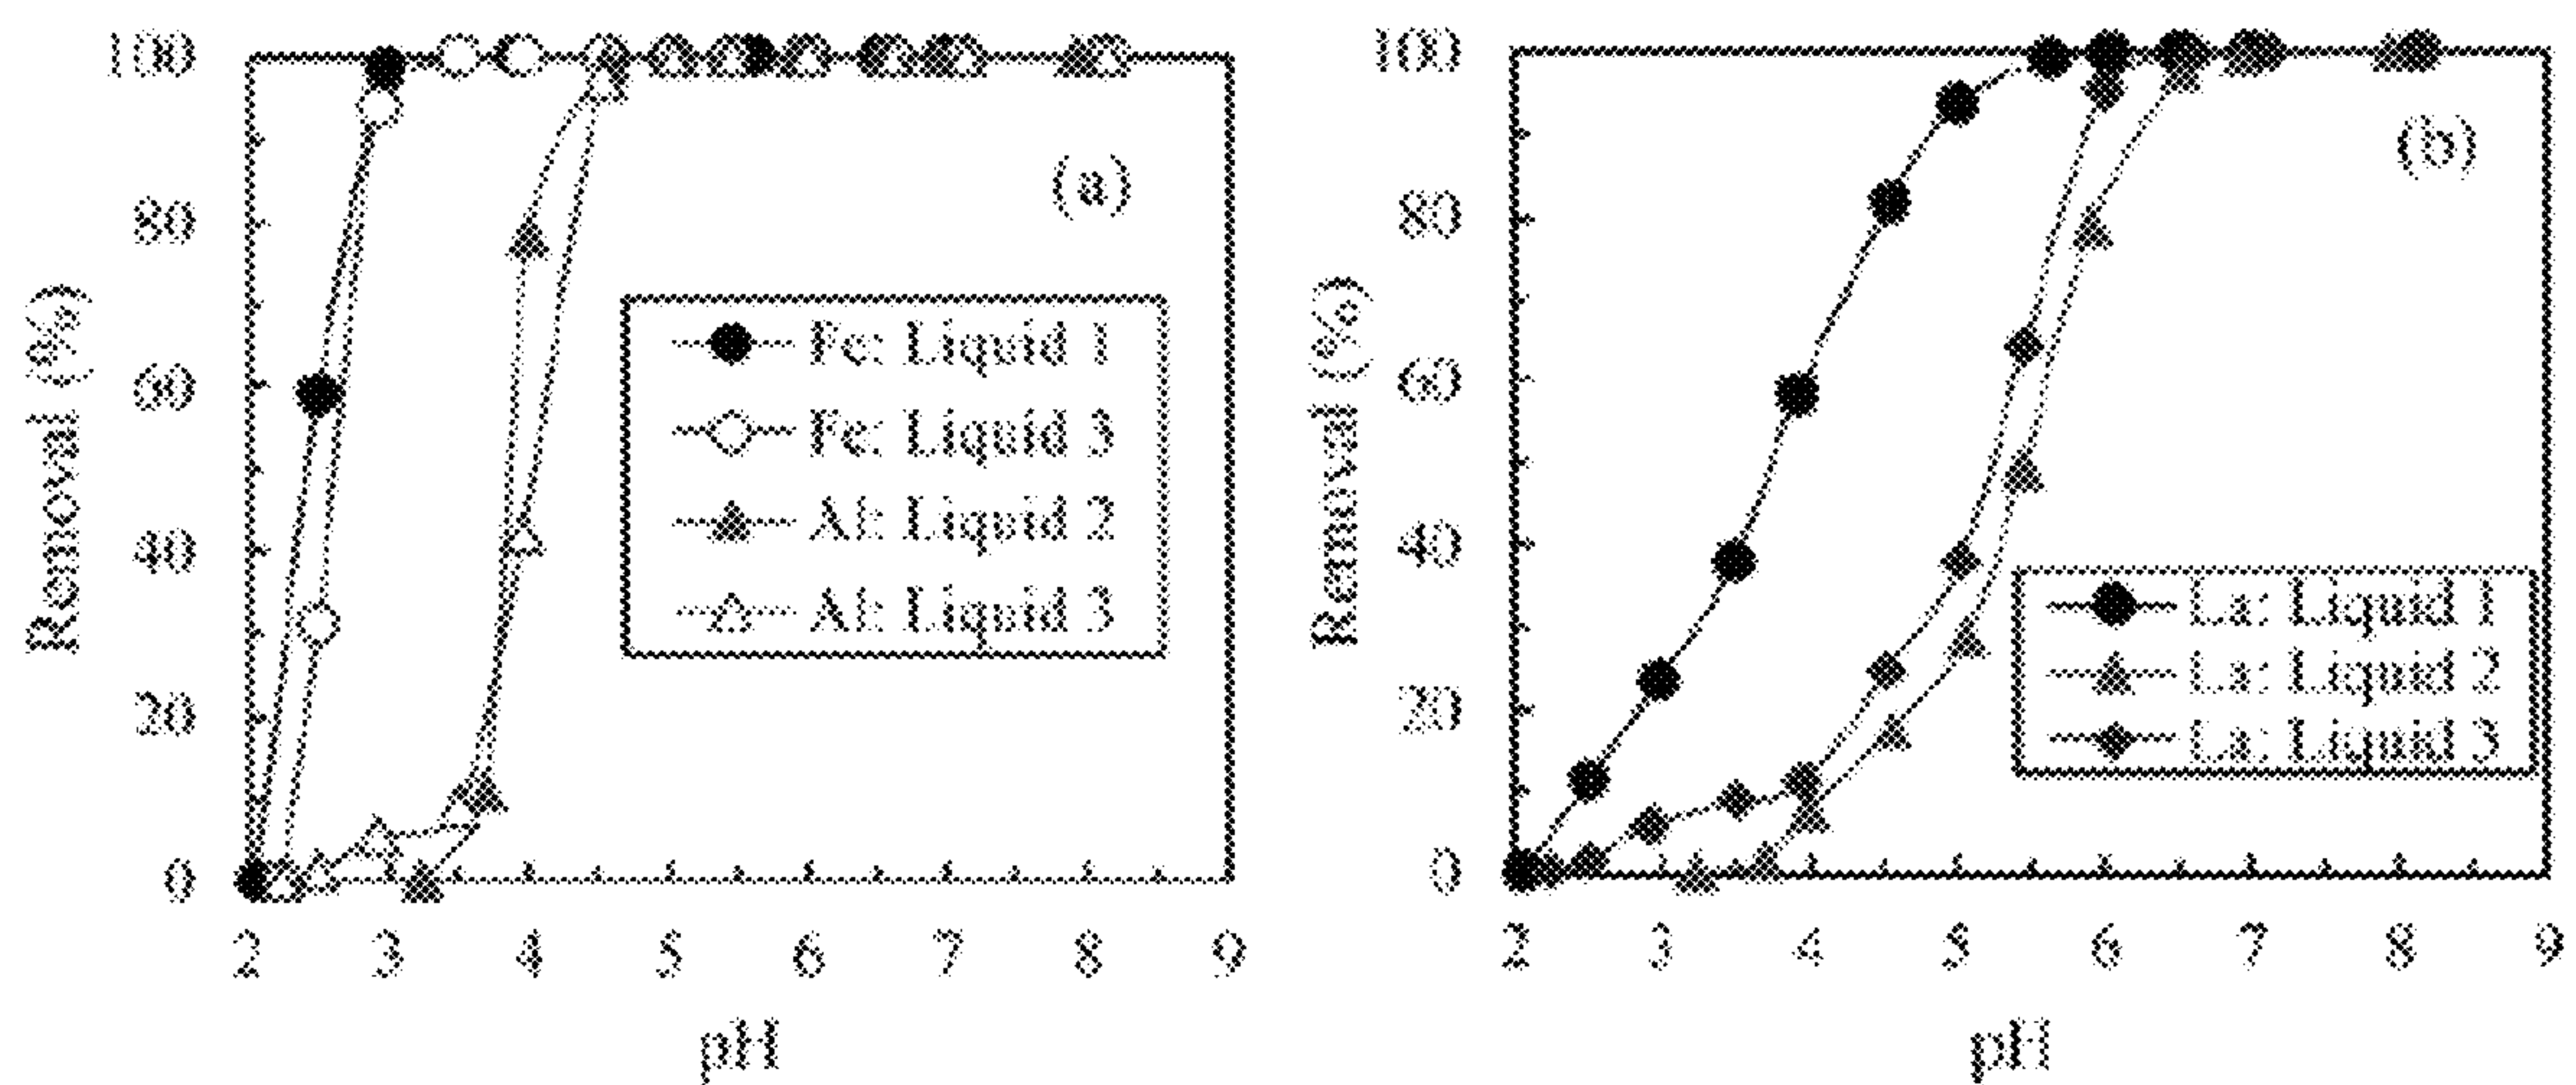 100
80
60
40
20
0
Removal (%)
(a)
Fe: Liquid 1
Fe: Liquid 3
Al: Liquid 2
Al: Liquid 3
2 3 4 5 6 7 8 9
pH
100
80
60
40
20
0
Removal (%)
(b)
La: Liquid 1
La: Liquid 2
La: Liquid 3
2 3 4 5 6 7 8 9
pH